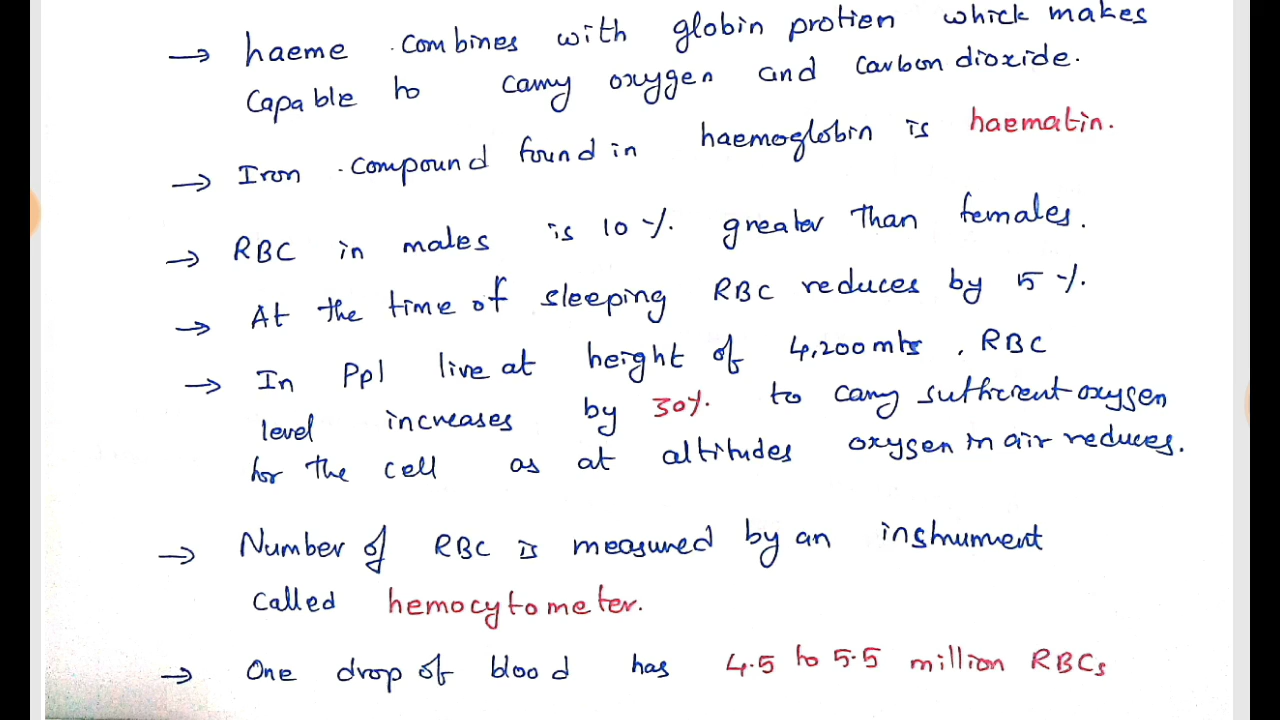 → haeme combines with globin protien which makes
capable to carry oxygen and carbondioxide.
→ Iron compound found in haemoglobin is haematin.
→ RBC in males is 10 %. greater than females.
→ At the time of sleeping RBC reduces by 5 %.
→ In Ppl live at height of 4,200 mts, RBC
level increases by 30%. to carry sufficient oxygen
for the cell as at altitudes oxygen in air reduces.
→ Number of RBC is measured by an instrument
called hemocytometer.
→ One drop of blood has 4.5 to 5.5 million RBCs